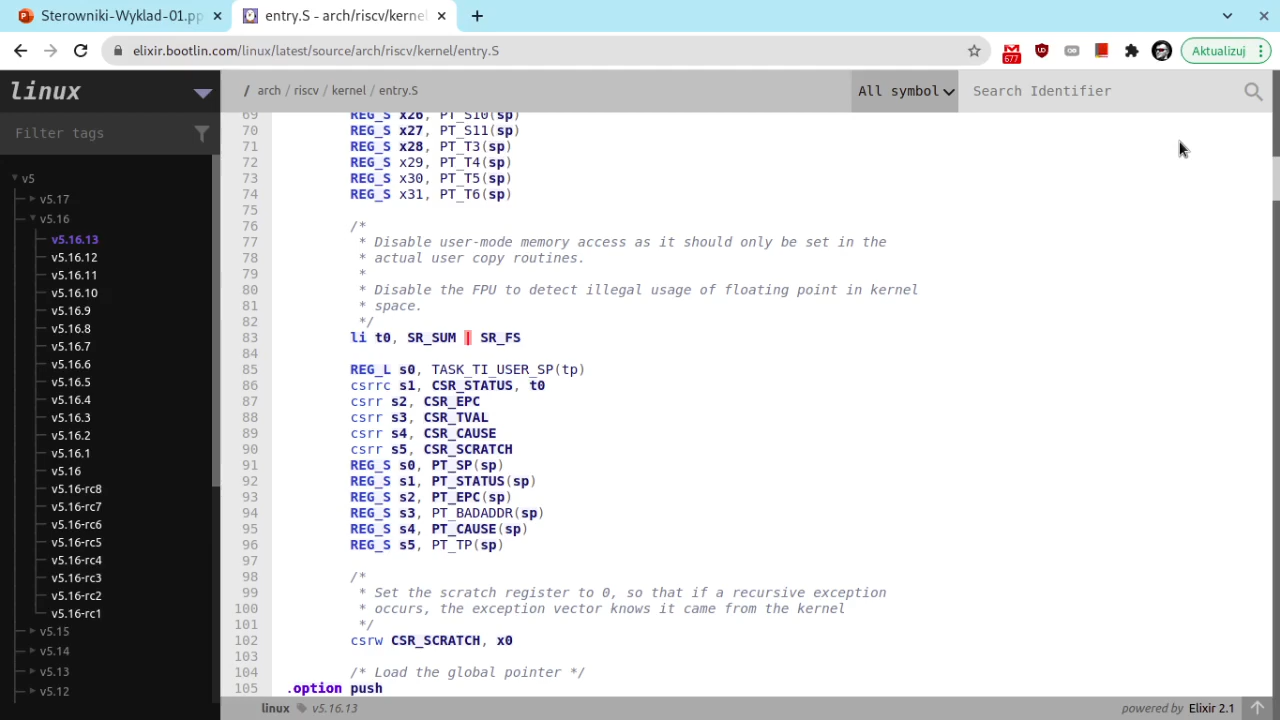 Sterowniki-Wyklad-01.pp
entry.S - arch/riscv/kernel
elixir.bootlin.com/linux/latest/source/arch/riscv/kernel/entry.S
677
Aktualizuj
linux
/ arch / riscv / kernel / entry.S
All symbol
Search Identifier
Filter tags
v5
v5.17
v5.16
v5.16.13
v5.16.12
v5.16.11
v5.16.10
v5.16.9
v5.16.8
v5.16.7
v5.16.6
v5.16.5
v5.16.4
v5.16.3
v5.16.2
v5.16.1
v5.16
v5.16-rc8
v5.16-rc7
v5.16-rc6
v5.16-rc5
v5.16-rc4
v5.16-rc3
v5.16-rc2
v5.16-rc1
v5.15
v5.14
v5.13
v5.12
69 REG_S x26, PT_S10(sp)
70 REG_S x27, PT_S11(sp)
71 REG_S x28, PT_T3(sp)
72 REG_S x29, PT_T4(sp)
73 REG_S x30, PT_T5(sp)
74 REG_S x31, PT_T6(sp)
75
76 /*
77 * Disable user-mode memory access as it should only be set in the
78 * actual user copy routines.
79 *
80 * Disable the FPU to detect illegal usage of floating point in kernel
81 * space.
82 */
83 li t0, SR_SUM | SR_FS
84
85 REG_L s0, TASK_TI_USER_SP(tp)
86 csrrc s1, CSR_STATUS, t0
87 csrr s2, CSR_EPC
88 csrr s3, CSR_TVAL
89 csrr s4, CSR_CAUSE
90 csrr s5, CSR_SCRATCH
91 REG_S s0, PT_SP(sp)
92 REG_S s1, PT_STATUS(sp)
93 REG_S s2, PT_EPC(sp)
94 REG_S s3, PT_BADADDR(sp)
95 REG_S s4, PT_CAUSE(sp)
96 REG_S s5, PT_TP(sp)
97
98 /*
99 * Set the scratch register to 0, so that if a recursive exception
100 * occurs, the exception vector knows it came from the kernel
101 */
102 csrw CSR_SCRATCH, x0
103
104 /* Load the global pointer */
105 .option push
linux v5.16.13
powered by Elixir 2.1